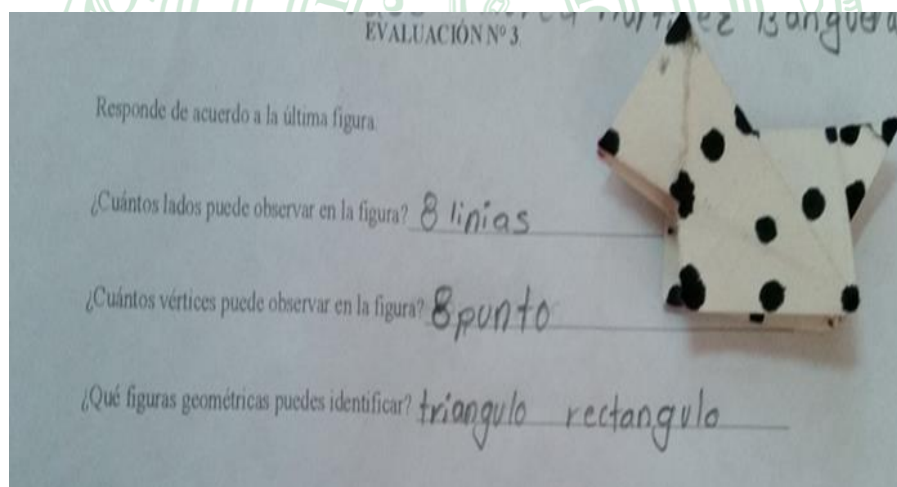 EVALUACIÓN Nº 3
Responde de acuerdo a la última figura
¿Cuántos lados puede observar en la figura? 8 linias
¿Cuántos vértices puede observar en la figura? 8 punto
¿Qué figuras geométricas puedes identificar? triangulo rectangulo